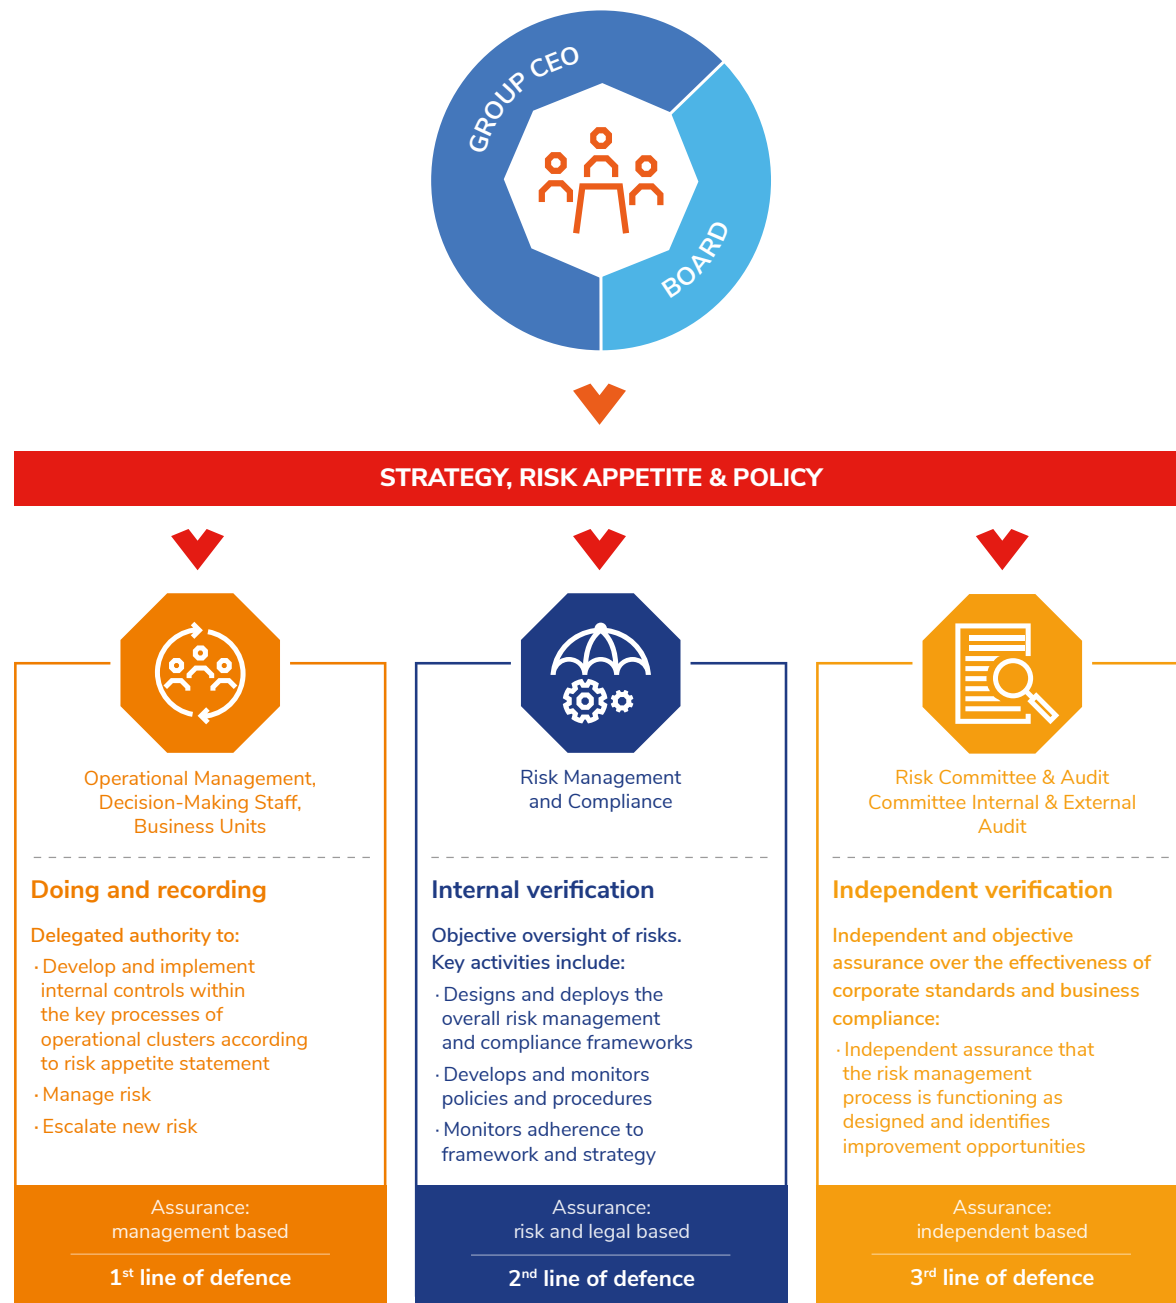 GROUP CEO
BOARD
STRATEGY, RISK APPETITE & POLICY
Operational Management,
Decision-Making Staff,
Business Units
Doing and recording
Delegated authority to:
· Develop and implement
internal controls within
the key processes of
operational clusters according
to risk appetite statement
· Manage risk
· Escalate new risk
Assurance:
management based
1st line of defence
Risk Management
and Compliance
Internal verification
Objective oversight of risks.
Key activities include:
· Designs and deploys the
overall risk management
and compliance frameworks
· Develops and monitors
policies and procedures
· Monitors adherence to
framework and strategy
Assurance:
risk and legal based
2nd line of defence
Risk Committee & Audit
Committee Internal & External
Audit
Independent verification
Independent and objective
assurance over the effectiveness of
corporate standards and business
compliance:
· Independent assurance that
the risk management
process is functioning as
designed and identifies
improvement opportunities
Assurance:
independent based
3rd line of defence